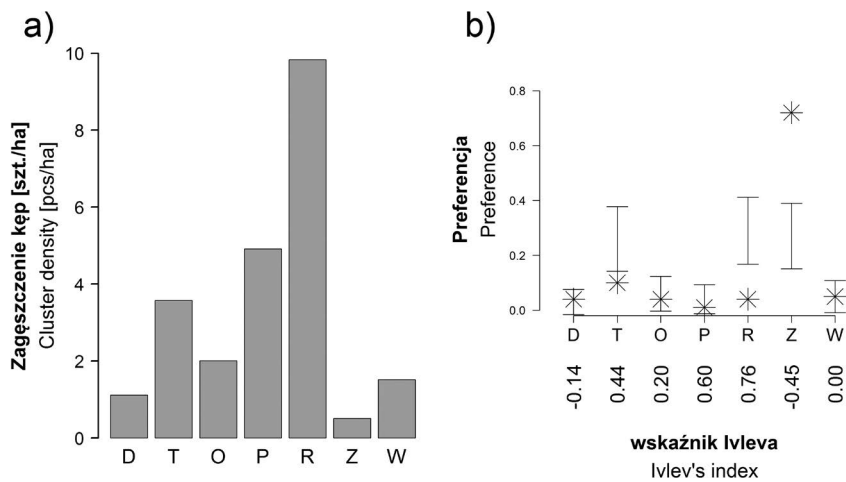 a)
Zagęszczenie kęp [szt./ha]
Cluster density [pcs/ha]
10
8
6
4
2
0
D T O P R Z W
b)
Preferencja
Preference
0.8
0.6
0.4
0.2
0.0
D T O P R Z W
-0.14 0.44 0.20 0.60 0.76 -0.45 0.00
wskaźnik Ivleva
Ivlev's index